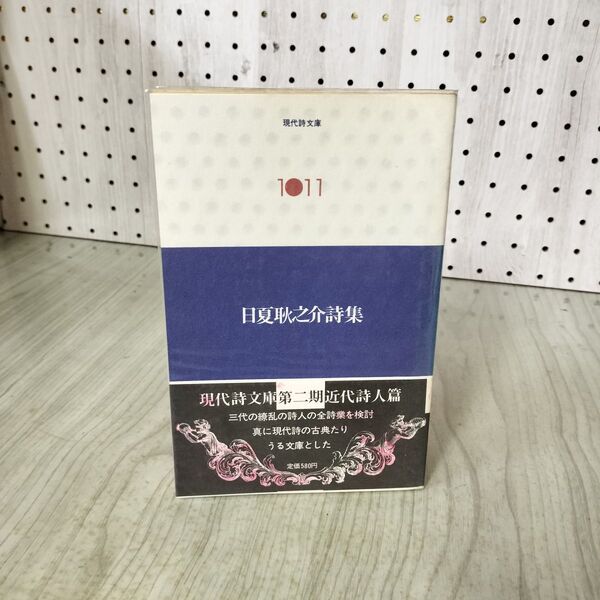 現代詩文庫
1011
日夏耿之介詩集
現代詩文庫第二期近代詩人篇
三代の繚乱の詩人の全詩業を検討
真に現代詩の古典たり
うる文庫とした
定価580円